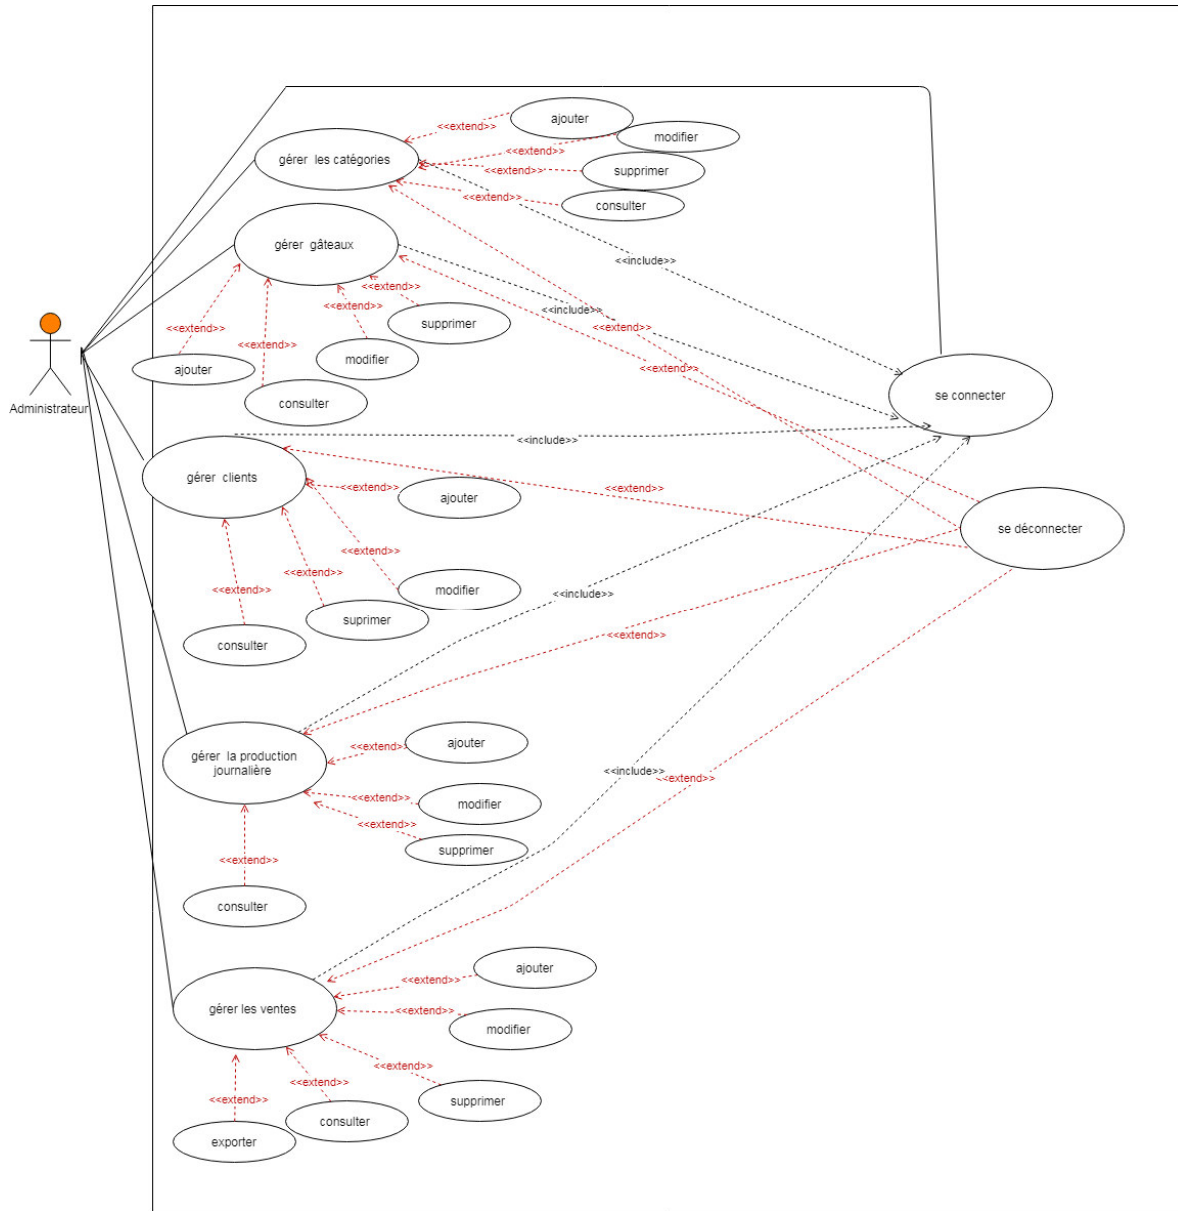 <<extend>>
ajouter
modifier
<<extend>>
gérer  les catégories
<<extend>>
supprimer
<<extend>>
consulter
gérer  gâteaux
<<include>>
<<extend>>
<<extend>>
<<include>>
<<extend>>
supprimer
<<extend>>
<<extend>>
<<extend>>
modifier
ajouter
<<extend>>
consulter
se connecter
Administrateur
<<include>>
gérer  clients
<<extend>>
<<extend>>
ajouter
se déconnecter
<<extend>>
<<extend>>
<<extend>>
modifier
<<include>>
suprimer
<<extend>>
consulter
ajouter
gérer  la production
journalière
<<extend>>
<<include>>
<<extend>>
<<extend>>
modifier
<<extend>>
supprimer
<<extend>>
consulter
ajouter
<<extend>>
gérer les ventes
<<extend>>
modifier
<<extend>>
<<extend>>
supprimer
<<extend>>
consulter
exporter